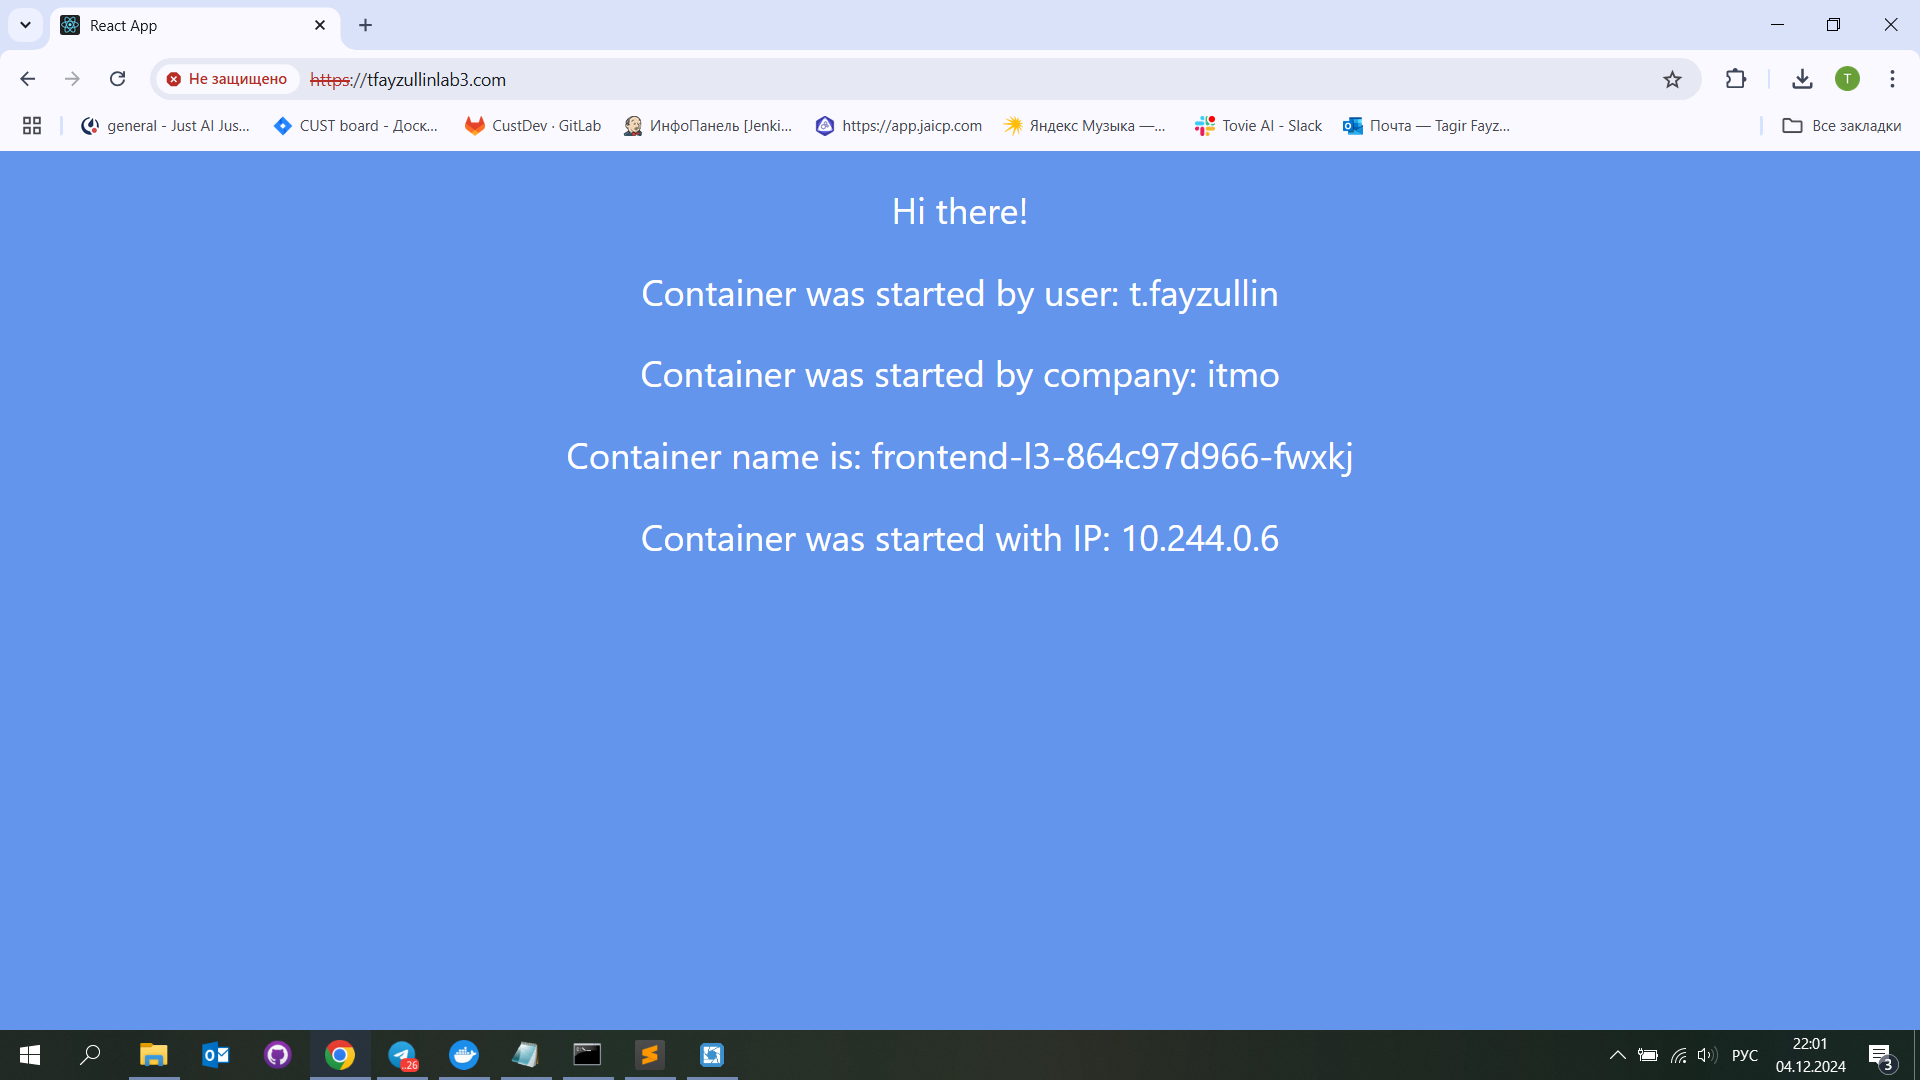 React App
Не защищено https://tfayzullinlab3.com
T
general - Just AI Jus... CUST board - Доск... CustDev · GitLab ИнфоПанель [Jenki... https://app.jaicp.com Яндекс Музыка —... Tovie AI - Slack Почта — Tagir Fayz... Все закладки
Hi there!
Container was started by user: t.fayzullin
Container was started by company: itmo
Container name is: frontend-l3-864c97d966-fwxkj
Container was started with IP: 10.244.0.6
..26
РУС
22:01
04.12.2024
3